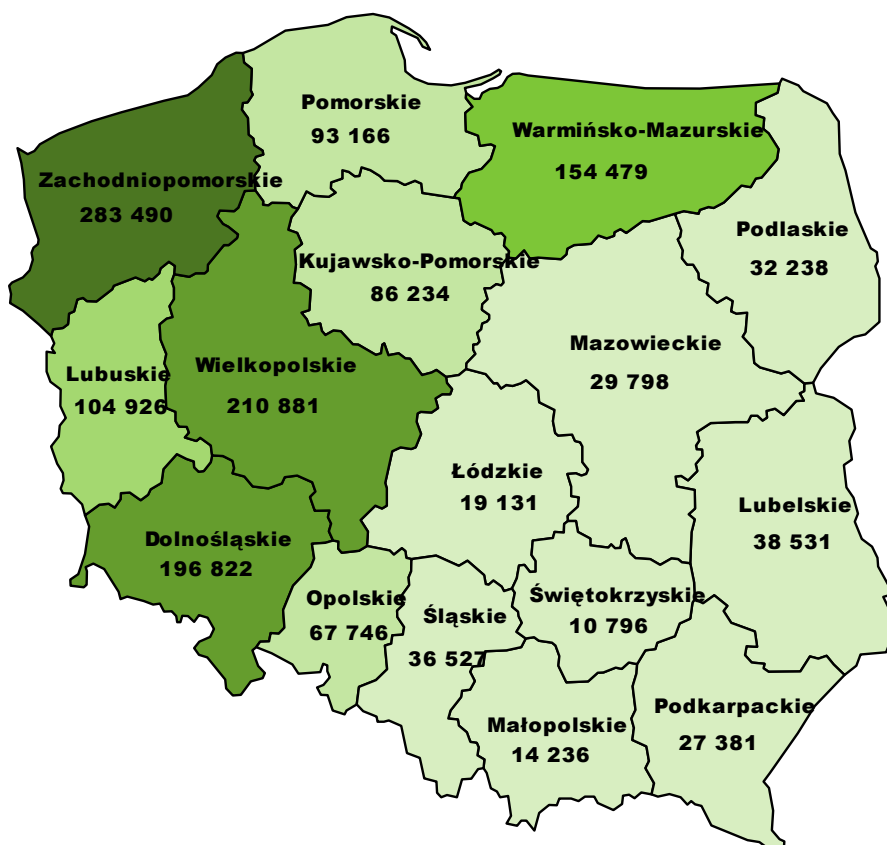 Pomorskie
93 166
Warmińsko-Mazurskie
154 479
Zachodniopomorskie
283 490
Podlaskie
32 238
Kujawsko-Pomorskie
86 234
Mazowieckie
29 798
Lubuskie
104 926
Wielkopolskie
210 881
Łódzkie
19 131
Lubelskie
38 531
Dolnośląskie
196 822
Opolskie
67 746
Śląskie
36 527
Świętokrzyskie
10 796
Małopolskie
14 236
Podkarpackie
27 381